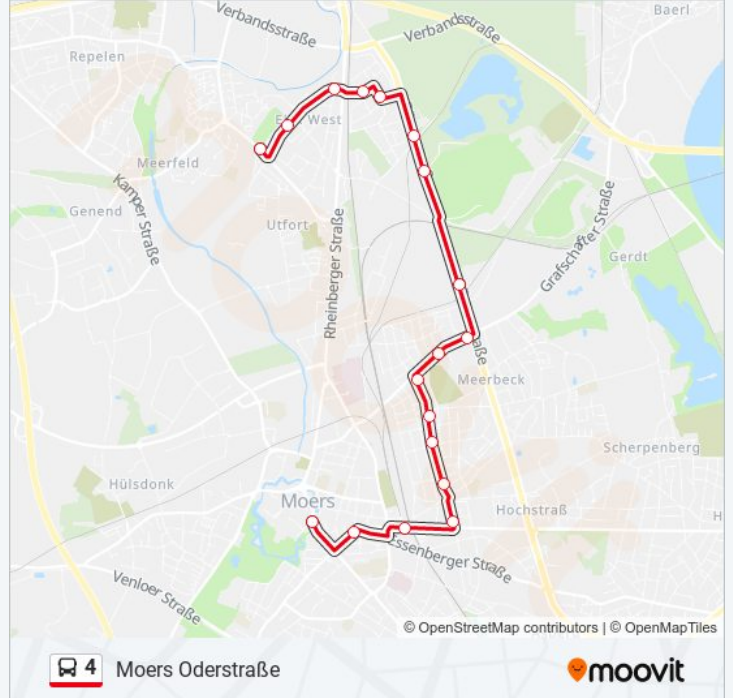 Baerl
Verbandsstraße
Verbandsstraße
Repelen
West
Meerfeld
Kamper Straße
Genend
Utfort
Rheinberger Straße
Grafschafter Straße
Gerdt
aße
Meerbeck
Scherpenberg
Hülsdonk
Moers
Hochstraß
H
essenberger Straße
Venloer Straße
© OpenStreetMap contributors | © OpenMapTiles
4 Moers Oderstraße
moovit